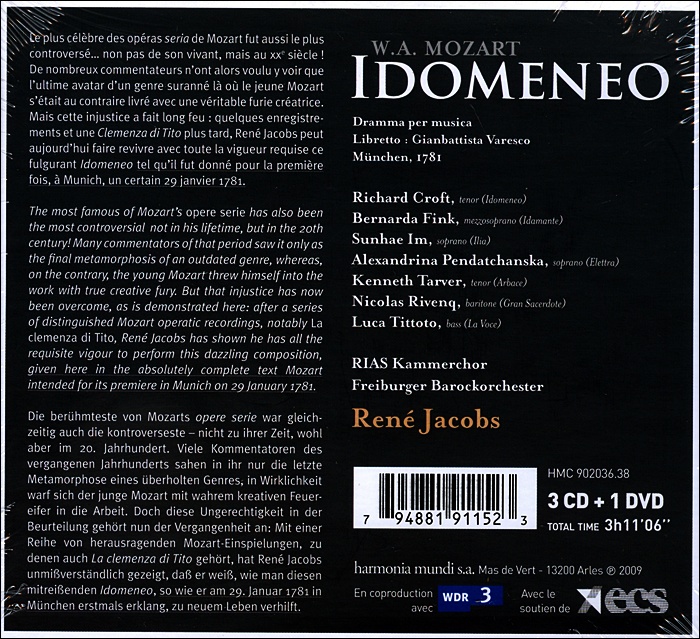 Le plus célèbre des opéras seria de Mozart fut aussi le plus
controversé... non pas de son vivant, mais au XXe siècle !
De nombreux commentateurs n'ont alors voulu y voir que
l'ultime avatar d'un genre suranné là où le jeune Mozart
s'était au contraire livré avec une véritable furie créatrice.
Mais cette injustice a fait long feu : quelques enregistre-
ments et une Clemenza di Tito plus tard, René Jacobs peut
aujourd'hui faire revivre avec toute la vigueur requise ce
fulgurant Idomeneo tel qu'il fut donné pour la première
fois, à Munich, un certain 29 janvier 1781.
The most famous of Mozart's opere serie has also been
the most controversial not in his lifetime, but in the 20th
century! Many commentators of that period saw it only as
the final metamorphosis of an outdated genre, whereas,
on the contrary, the young Mozart threw himself into the
work with true creative fury. But that injustice has now
been overcome, as is demonstrated here: after a series
of distinguished Mozart operatic recordings, notably La
clemenza di Tito, René Jacobs has shown he has all the
requisite vigour to perform this dazzling composition,
given here in the absolutely complete text Mozart
intended for its premiere in Munich on 29 January 1781.
Die berühmteste von Mozarts opere serie war gleich-
zeitig auch die kontroverseste – nicht zu ihrer Zeit, wohl
aber im 20. Jahrhundert. Viele Kommentatoren des
vergangenen Jahrhunderts sahen in ihr nur die letzte
Metamorphose eines überholten Genres, in Wirklichkeit
warf sich der junge Mozart mit wahrem kreativen Feuer-
eifer in die Arbeit. Doch diese Ungerechtigkeit in der
Beurteilung gehört nun der Vergangenheit an: Mit einer
Reihe von herausragenden Mozart-Einspielungen, zu
denen auch La clemenza di Tito gehört, hat René Jacobs
unmißverständlich gezeigt, daß er weiß, wie man diesen
mitreißenden Idomeneo, so wie er am 29. Januar 1781 in
München erstmals erklang, zu neuem Leben verhilft.
W.A. MOZART
IDOMENEO
Dramma per musica
Libretto : Gianbattista Varesco
München, 1781
Richard Croft, tenor (Idomeneo)
Bernarda Fink, mezzosoprano (Idamante)
Sunhae Im, soprano (Ilia)
Alexandrina Pendatchanska, soprano (Elettra)
Kenneth Tarver, tenor (Arbace)
Nicolas Rivenq, baritone (Gran Sacerdote)
Luca Tittoto, bass (La Voce)
RIAS Kammerchor
Freiburger Barockorchester
René Jacobs
7 94881 91152 3
HMC 902036.38
3 CD + 1 DVD
TOTAL TIME 3h11'06''
harmonia mundi s.a. Mas de Vert - 13200 Arles ℗ 2009
En coproduction
avec
WDR 3
Avec le
soutien de
ecs